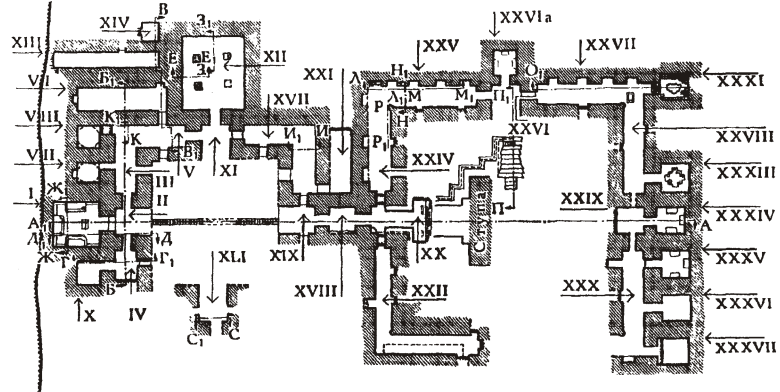 В
XIV
З₁
Н₁
XXV
XXVIа
XXVII
XIII
Е
Е
З
XII
Б₁
XXI
Л
О₁
XXXI
VII
XVII
Р
Л₁
М
М₁
П₁
Н
VIII
К₁
И₁
И
XXVI
XXVIII
К
В₁
Р₁
VII
V
XI
XXIV
XXXIII
Ж
III
I
II
П
XXIX
XXXIV
А
Ступа
А
Л
Д
XIX
XX
XXXV
Ж
Г
Г₁
XLI
XVIII
XXX
Б
XXII
XXXVI
X
IV
С₁
С
XXXVII